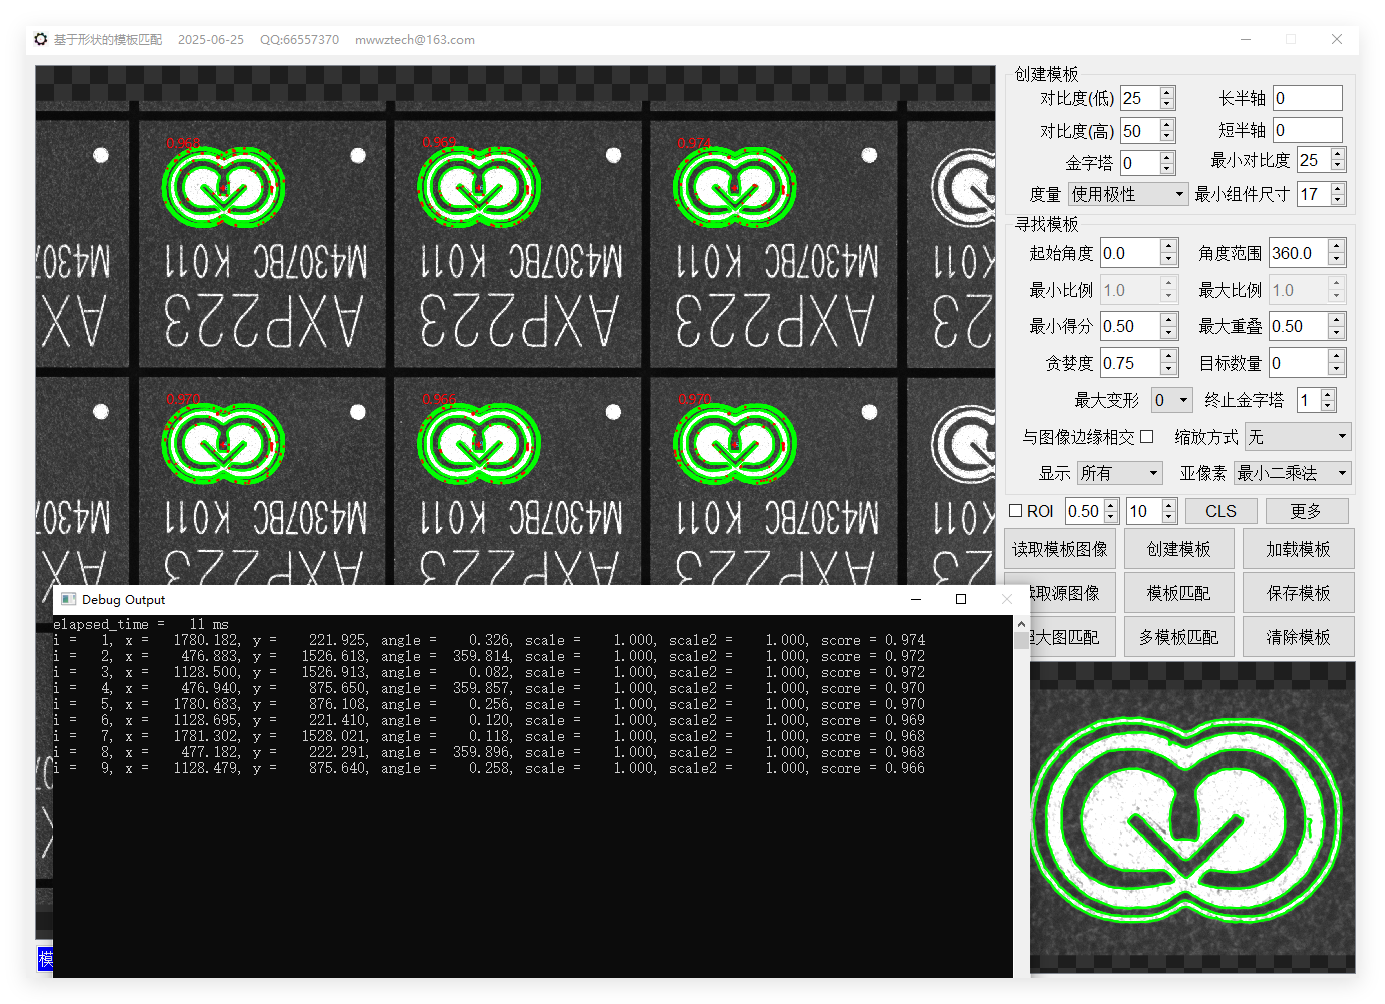 基于形状的模板匹配 2025-06-25 QQ:66557370 mwwztech@163.com
创建模板
对比度(低) 25 长半轴 0
对比度(高) 50 短半轴 0
金字塔 0 最小对比度 25
度量 使用极性 最小组件尺寸 17
寻找模板
起始角度 0.0 角度范围 360.0
最小比例 1.0 最大比例 1.0
最小得分 0.50 最大重叠 0.50
贪婪度 0.75 目标数量 0
最大变形 0 终止金字塔 1
与图像边缘相交 缩放方式 无
显示 所有 亚像素 最小二乘法
ROI 0.50 10 CLS 更多
读取模板图像 创建模板 加载模板
读取源图像 模板匹配 保存模板
超大图匹配 多模板匹配 清除模板
0.968 0.969 0.974
M4307BC K011 M4307BC K011 M4307BC K011
AXP223 AXP223 AXP223
0.970 0.966 0.970
M4307BC K011 M4307BC K011 M4307BC K011
AXP223 AXP223 AXP223
Debug Output
elapsed_time = 11 ms
i = 1, x = 1780.182, y = 221.925, angle = 0.326, scale = 1.000, scale2 = 1.000, score = 0.974
i = 2, x = 476.883, y = 1526.618, angle = 359.814, scale = 1.000, scale2 = 1.000, score = 0.972
i = 3, x = 1128.500, y = 1526.913, angle = 0.082, scale = 1.000, scale2 = 1.000, score = 0.972
i = 4, x = 476.940, y = 875.650, angle = 359.857, scale = 1.000, scale2 = 1.000, score = 0.970
i = 5, x = 1780.683, y = 876.108, angle = 0.256, scale = 1.000, scale2 = 1.000, score = 0.970
i = 6, x = 1128.695, y = 221.410, angle = 0.120, scale = 1.000, scale2 = 1.000, score = 0.969
i = 7, x = 1781.302, y = 1528.021, angle = 0.118, scale = 1.000, scale2 = 1.000, score = 0.968
i = 8, x = 477.182, y = 222.291, angle = 359.896, scale = 1.000, scale2 = 1.000, score = 0.968
i = 9, x = 1128.479, y = 875.640, angle = 0.258, scale = 1.000, scale2 = 1.000, score = 0.966
模